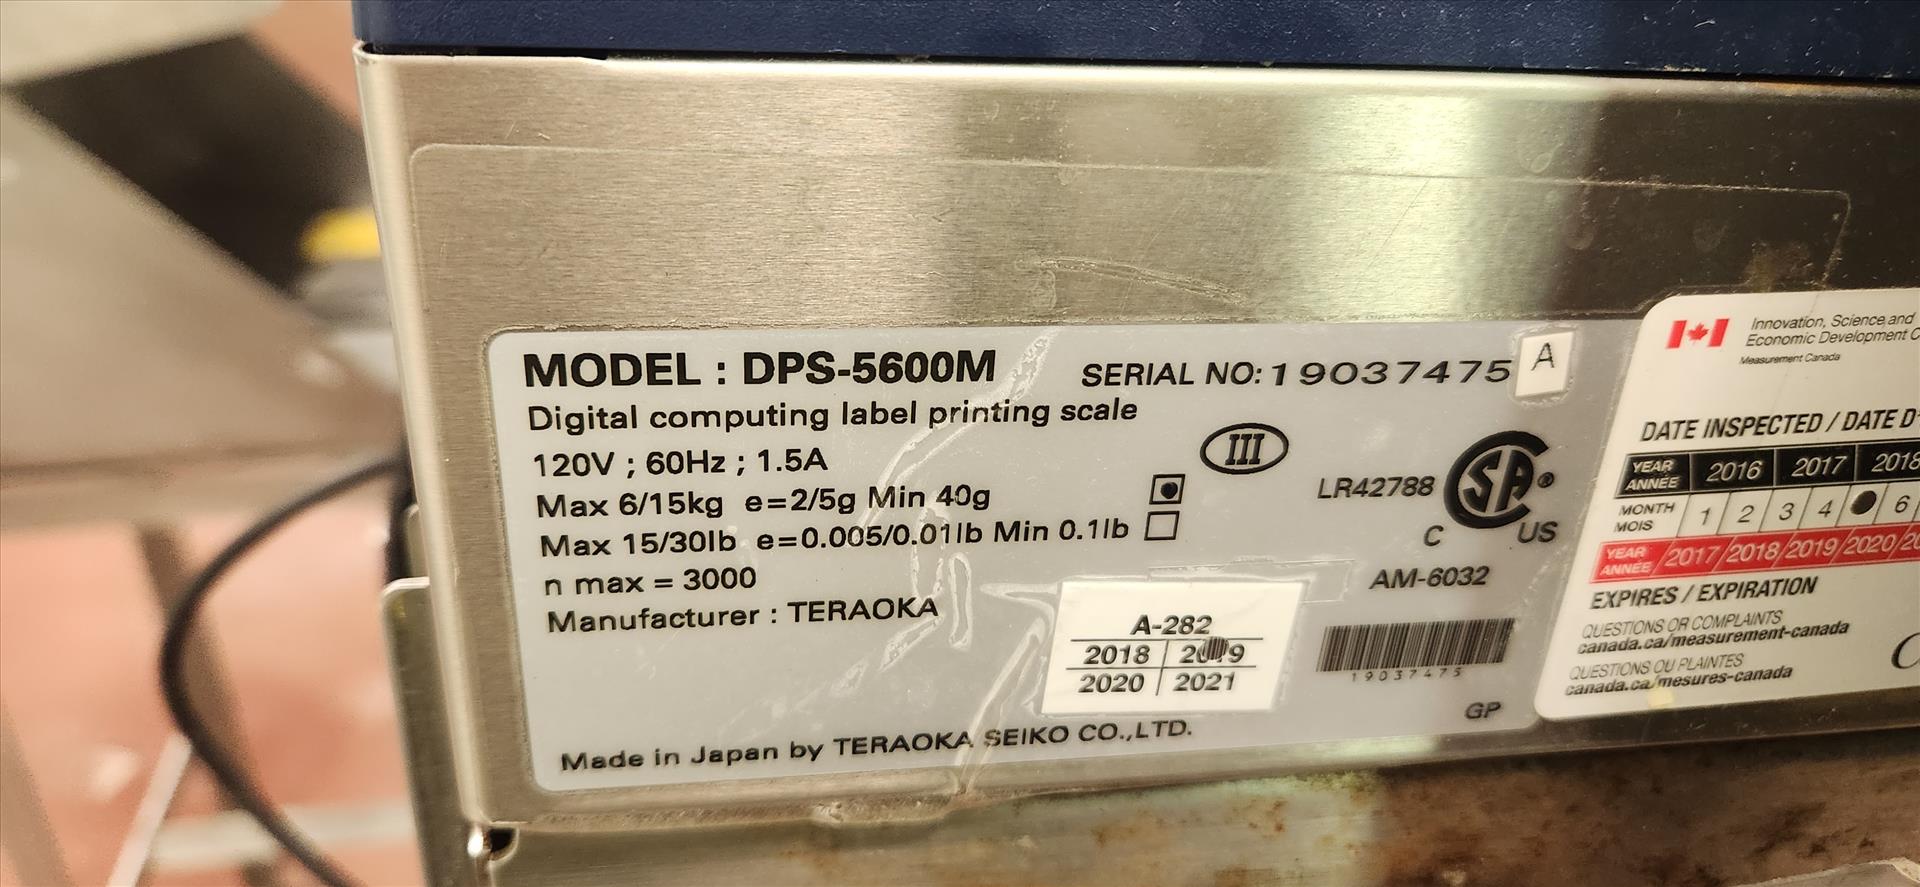 MODEL : DPS-5600M
SERIAL NO: 19037475 A
Digital computing label printing scale
120V ; 60Hz ; 1.5A
III
Max 6/15kg e=2/5g Min 40g
Max 15/30lb e=0.005/0.01lb Min 0.1lb
n max = 3000
Manufacturer : TERAOKA
LR42788
SA
C US
AM-6032
A-282
2018 2019
2020 2021
19037475
GP
Made in Japan by TERAOKA SEIKO CO.,LTD.
Innovation, Science and
Economic Development C
Measurement Canada
DATE INSPECTED / DATE D'
YEAR
ANNÉE 2016 2017 2018
MONTH
MOIS 1 2 3 4 6
YEAR
ANNÉE 2017 2018 2019 2020 20
EXPIRES / EXPIRATION
QUESTIONS OR COMPLAINTS
canada.ca/measurement-canada
QUESTIONS OU PLAINTES
canada.ca/mesures-canada
C